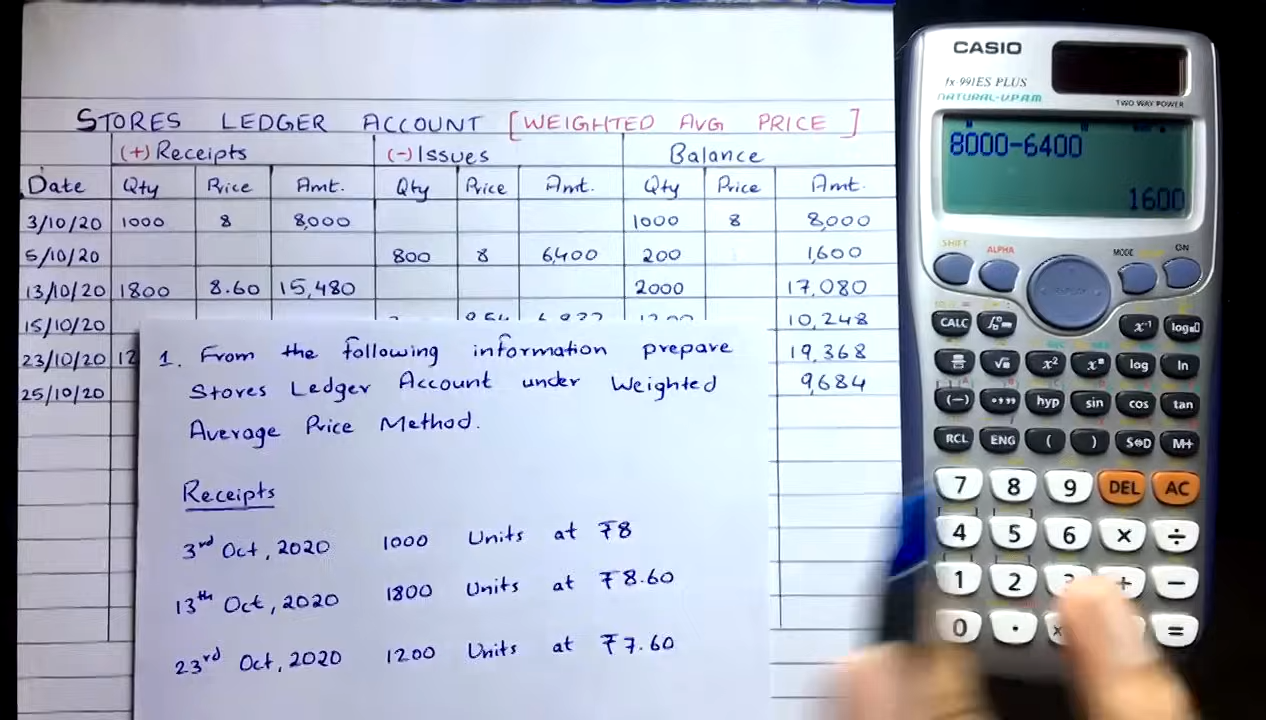 STORES LEDGER ACCOUNT [WEIGHTED AVG PRICE]
(+) Receipts (-) Issues Balance
Date Qty Price Amt. Qty Price Amt. Qty Price Amt.
3/10/20 1000 8 8,000 1000 8 8,000
5/10/20 800 8 6,400 200 1,600
13/10/20 1800 8.60 15,480 2000 17,080
15/10/20 10,248
23/10/20 12 19,368
25/10/20 9,684
1. From the following information prepare
Stores Ledger Account under Weighted
Average Price Method.
Receipts
3rd Oct, 2020 1000 Units at ₹8
13th Oct, 2020 1800 Units at ₹8.60
23rd Oct, 2020 1200 Units at ₹7.60
CASIO
fx-991ES PLUS
NATURAL-V.P.A.M.
TWO WAY POWER
8000-6400
1600
SHIFT ALPHA MODE ON
CALC x⁻¹ log
√ x² log ln
(-) hyp sin cos tan
RCL ENG ( ) S⇔D M+
7 8 9 DEL AC
4 5 6 × ÷
1 2 3 + −
0 . =